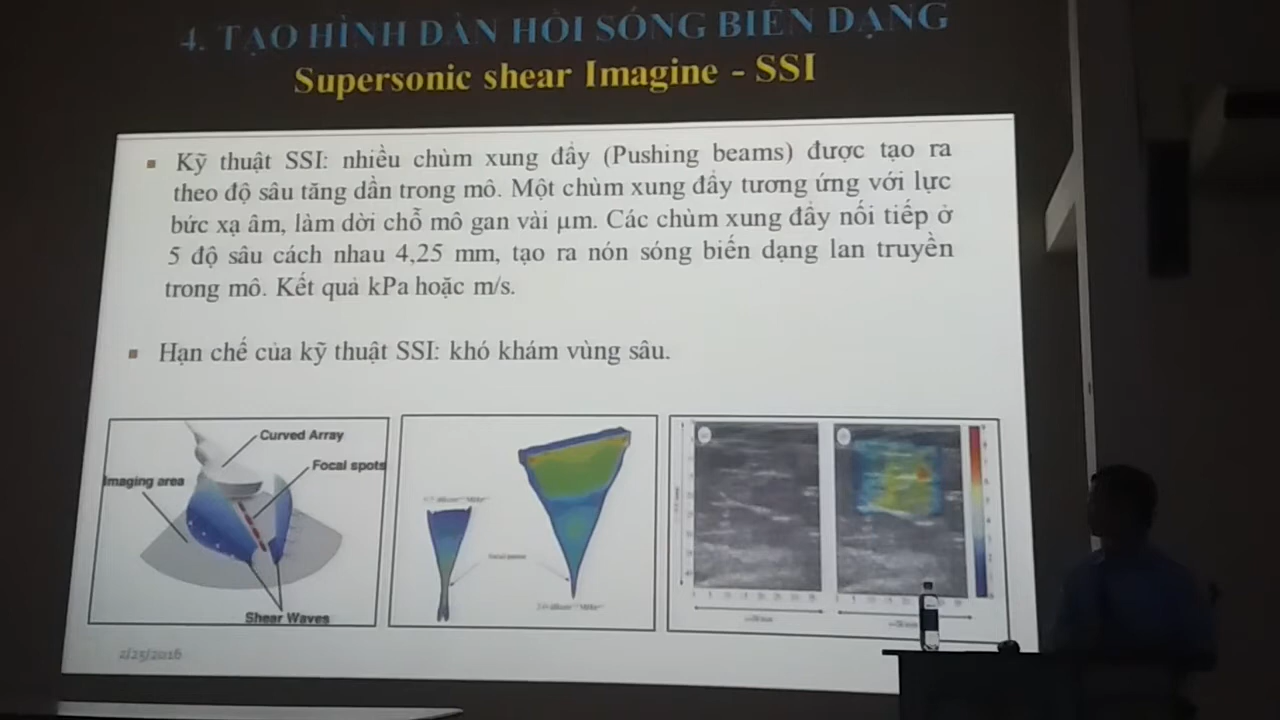 4. TẠO HÌNH ĐÀN HỒI SÓNG BIẾN DẠNG
Supersonic shear Imagine - SSI
▪ Kỹ thuật SSI: nhiều chùm xung đẩy (Pushing beams) được tạo ra
theo độ sâu tăng dần trong mô. Một chùm xung đẩy tương ứng với lực
bức xạ âm, làm dời chỗ mô gan vài μm. Các chùm xung đẩy nối tiếp ở
5 độ sâu cách nhau 4,25 mm, tạo ra nón sóng biến dạng lan truyền
trong mô. Kết quả kPa hoặc m/s.
▪ Hạn chế của kỹ thuật SSI: khó khám vùng sâu.
Curved Array
Focal spots
Imaging area
Shear Waves
2/25/2016